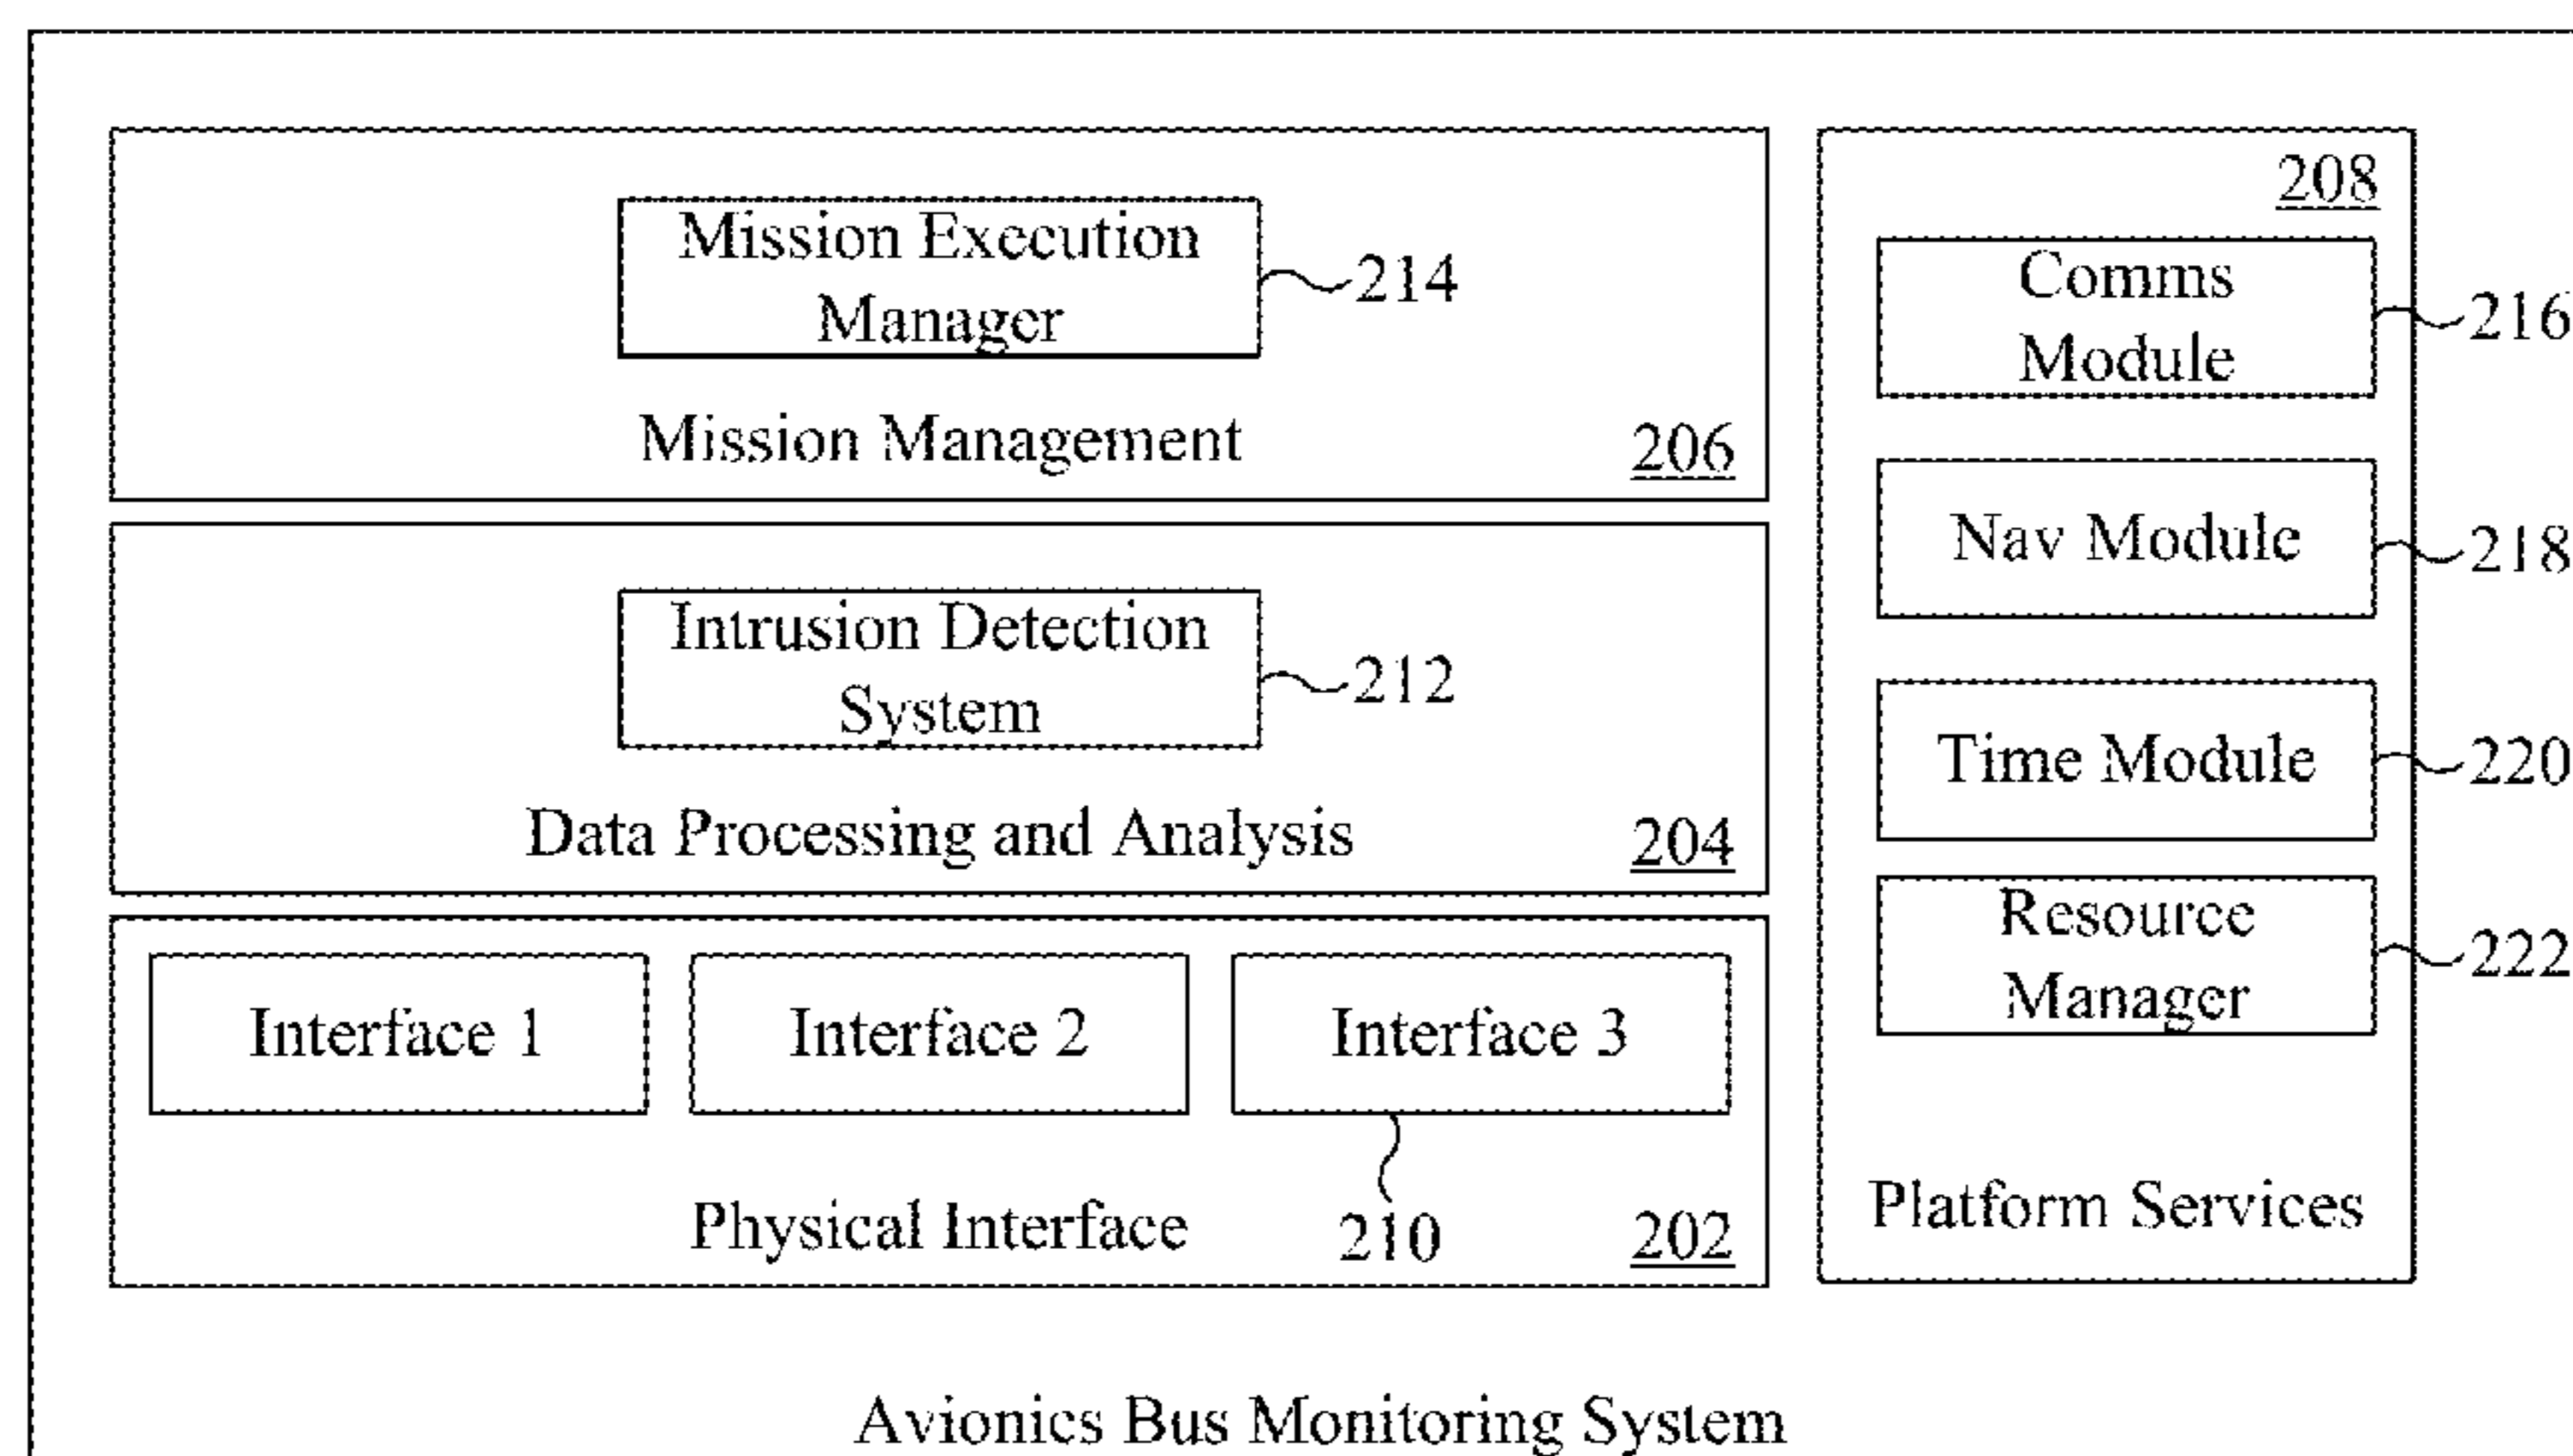 Mission Execution
Manager
214
Mission Management
206
Intrusion Detection
System
212
Data Processing and Analysis
204
Interface 1
Interface 2
Interface 3
210
Physical Interface
202
208
Comms
Module
216
Nav Module
218
Time Module
220
Resource
Manager
222
Platform Services
Avionics Bus Monitoring System